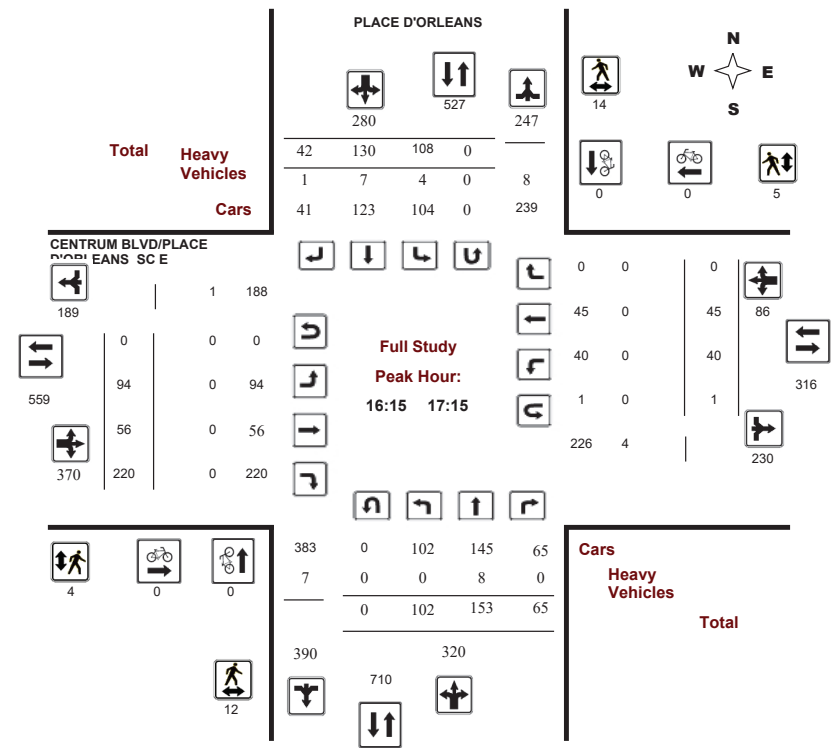 PLACE D'ORLEANS
N
W E
S
527
14
280 247
42 130 108 0
Total Heavy
Vehicles
1 7 4 0 8
Cars 41 123 104 0 239
0 0 5
CENTRUM BLVD/PLACE
D'ORLEANS SC E
189 1 188
0 0 0
559 94 0 94
56 0 56
370 220 0 220
Full Study
Peak Hour:
16:15 17:15
0 0 0
45 0 45 86
40 0 40
316
1 0 1
226 4
230
383 0 102 145 65 Cars
7 0 0 8 0 Heavy
Vehicles
0 102 153 65 Total
4 0 0
390 320
710
12